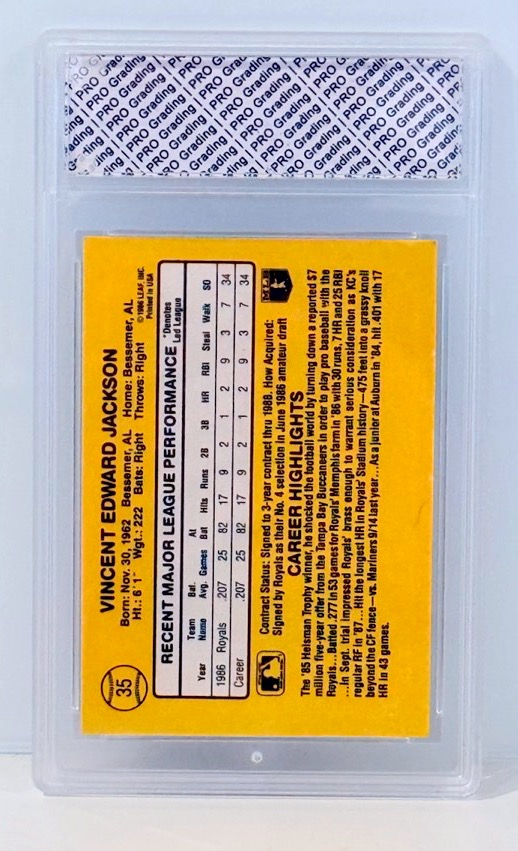 PRO Grading
35
VINCENT EDWARD JACKSON
Born: Nov. 30, 1962 Bessemer, AL Home: Bessemer, AL
Ht.: 6'1" Wgt.: 222 Bats: Right Throws: Right
© 1986 LEAF, INC.
Printed in USA
RECENT MAJOR LEAGUE PERFORMANCE
*Denotes
Led League
Year Team Name Bat. Avg. Games At Bat Hits Runs 2B 3B HR RBI Steal Walk SO
1986 Royals .207 25 82 17 9 2 1 2 9 3 7 34
Career .207 25 82 17 9 2 1 2 9 3 7 34
Contract Status: Signed to 3-year contract thru 1988. How Acquired:
Signed by Royals as their No. 4 selection in June 1986 amateur draft
CAREER HIGHLIGHTS
MLB
The '85 Heisman Trophy winner, he shocked the football world by turning down a reported $7
million five-year offer from the Tampa Bay Buccaneers in order to play pro baseball with the
Royals...Batted .277 in 53 games for Royals' Memphis farm in '86 with 30 runs, 7 HR and 25 RBI
...In Sept. trial impressed Royals' brass enough to warrant serious consideration as KC's
regular RF in '87...Hit the longest HR in Royals' Stadium history—475 feet into a grassy knoll
beyond the CF fence—vs. Mariners 9/14 last year...As a junior at Auburn in '84, hit .401 with 17
HR in 43 games.